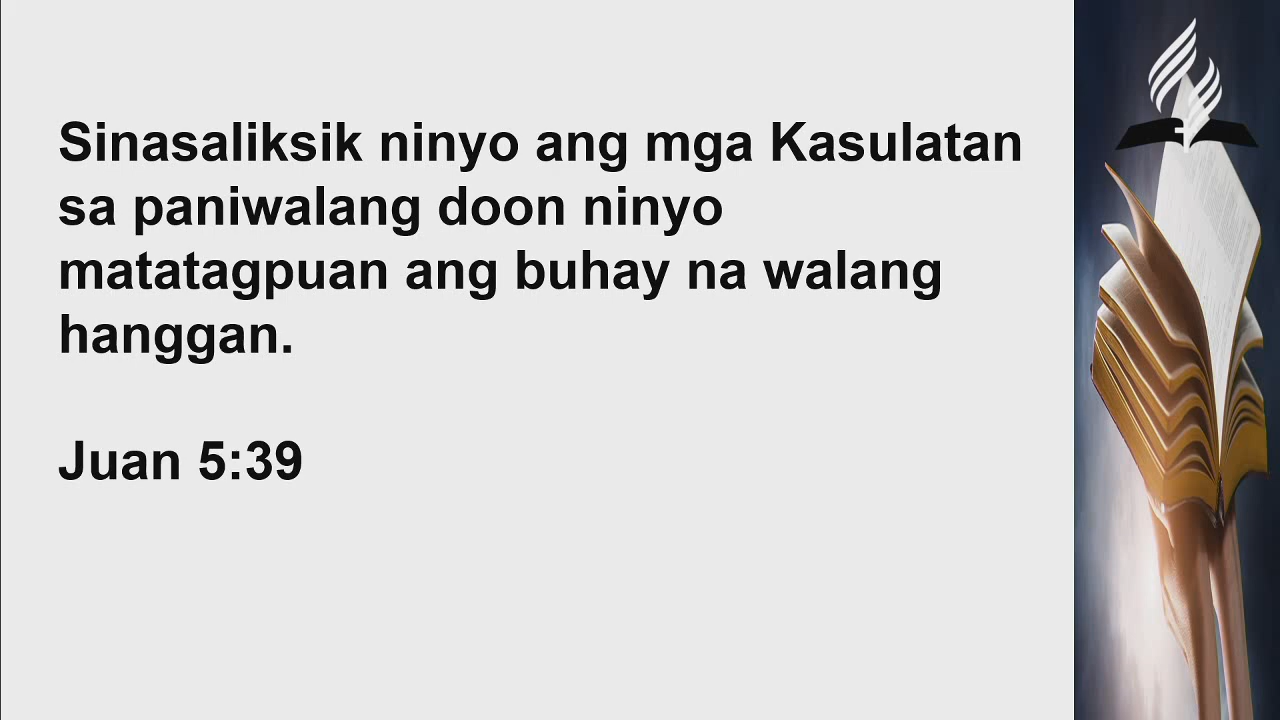 Sinasaliksik ninyo ang mga Kasulatan
sa paniwalang doon ninyo
matatagpuan ang buhay na walang
hanggan.
Juan 5:39